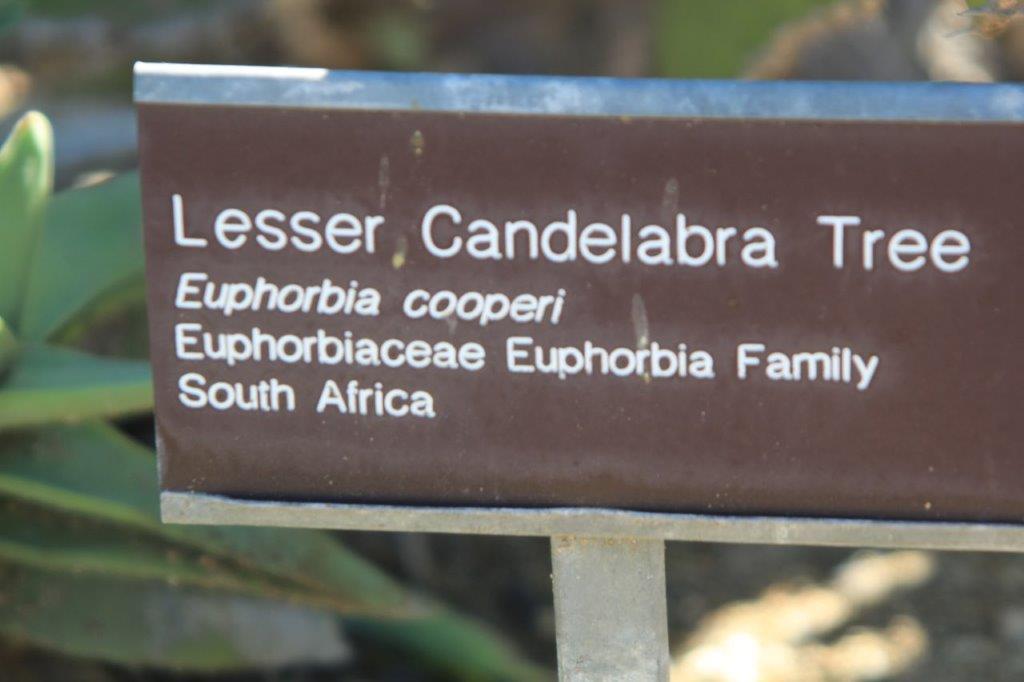 Lesser Candelabra Tree
Euphorbia cooperi
Euphorbiaceae Euphorbia Family
South Africa